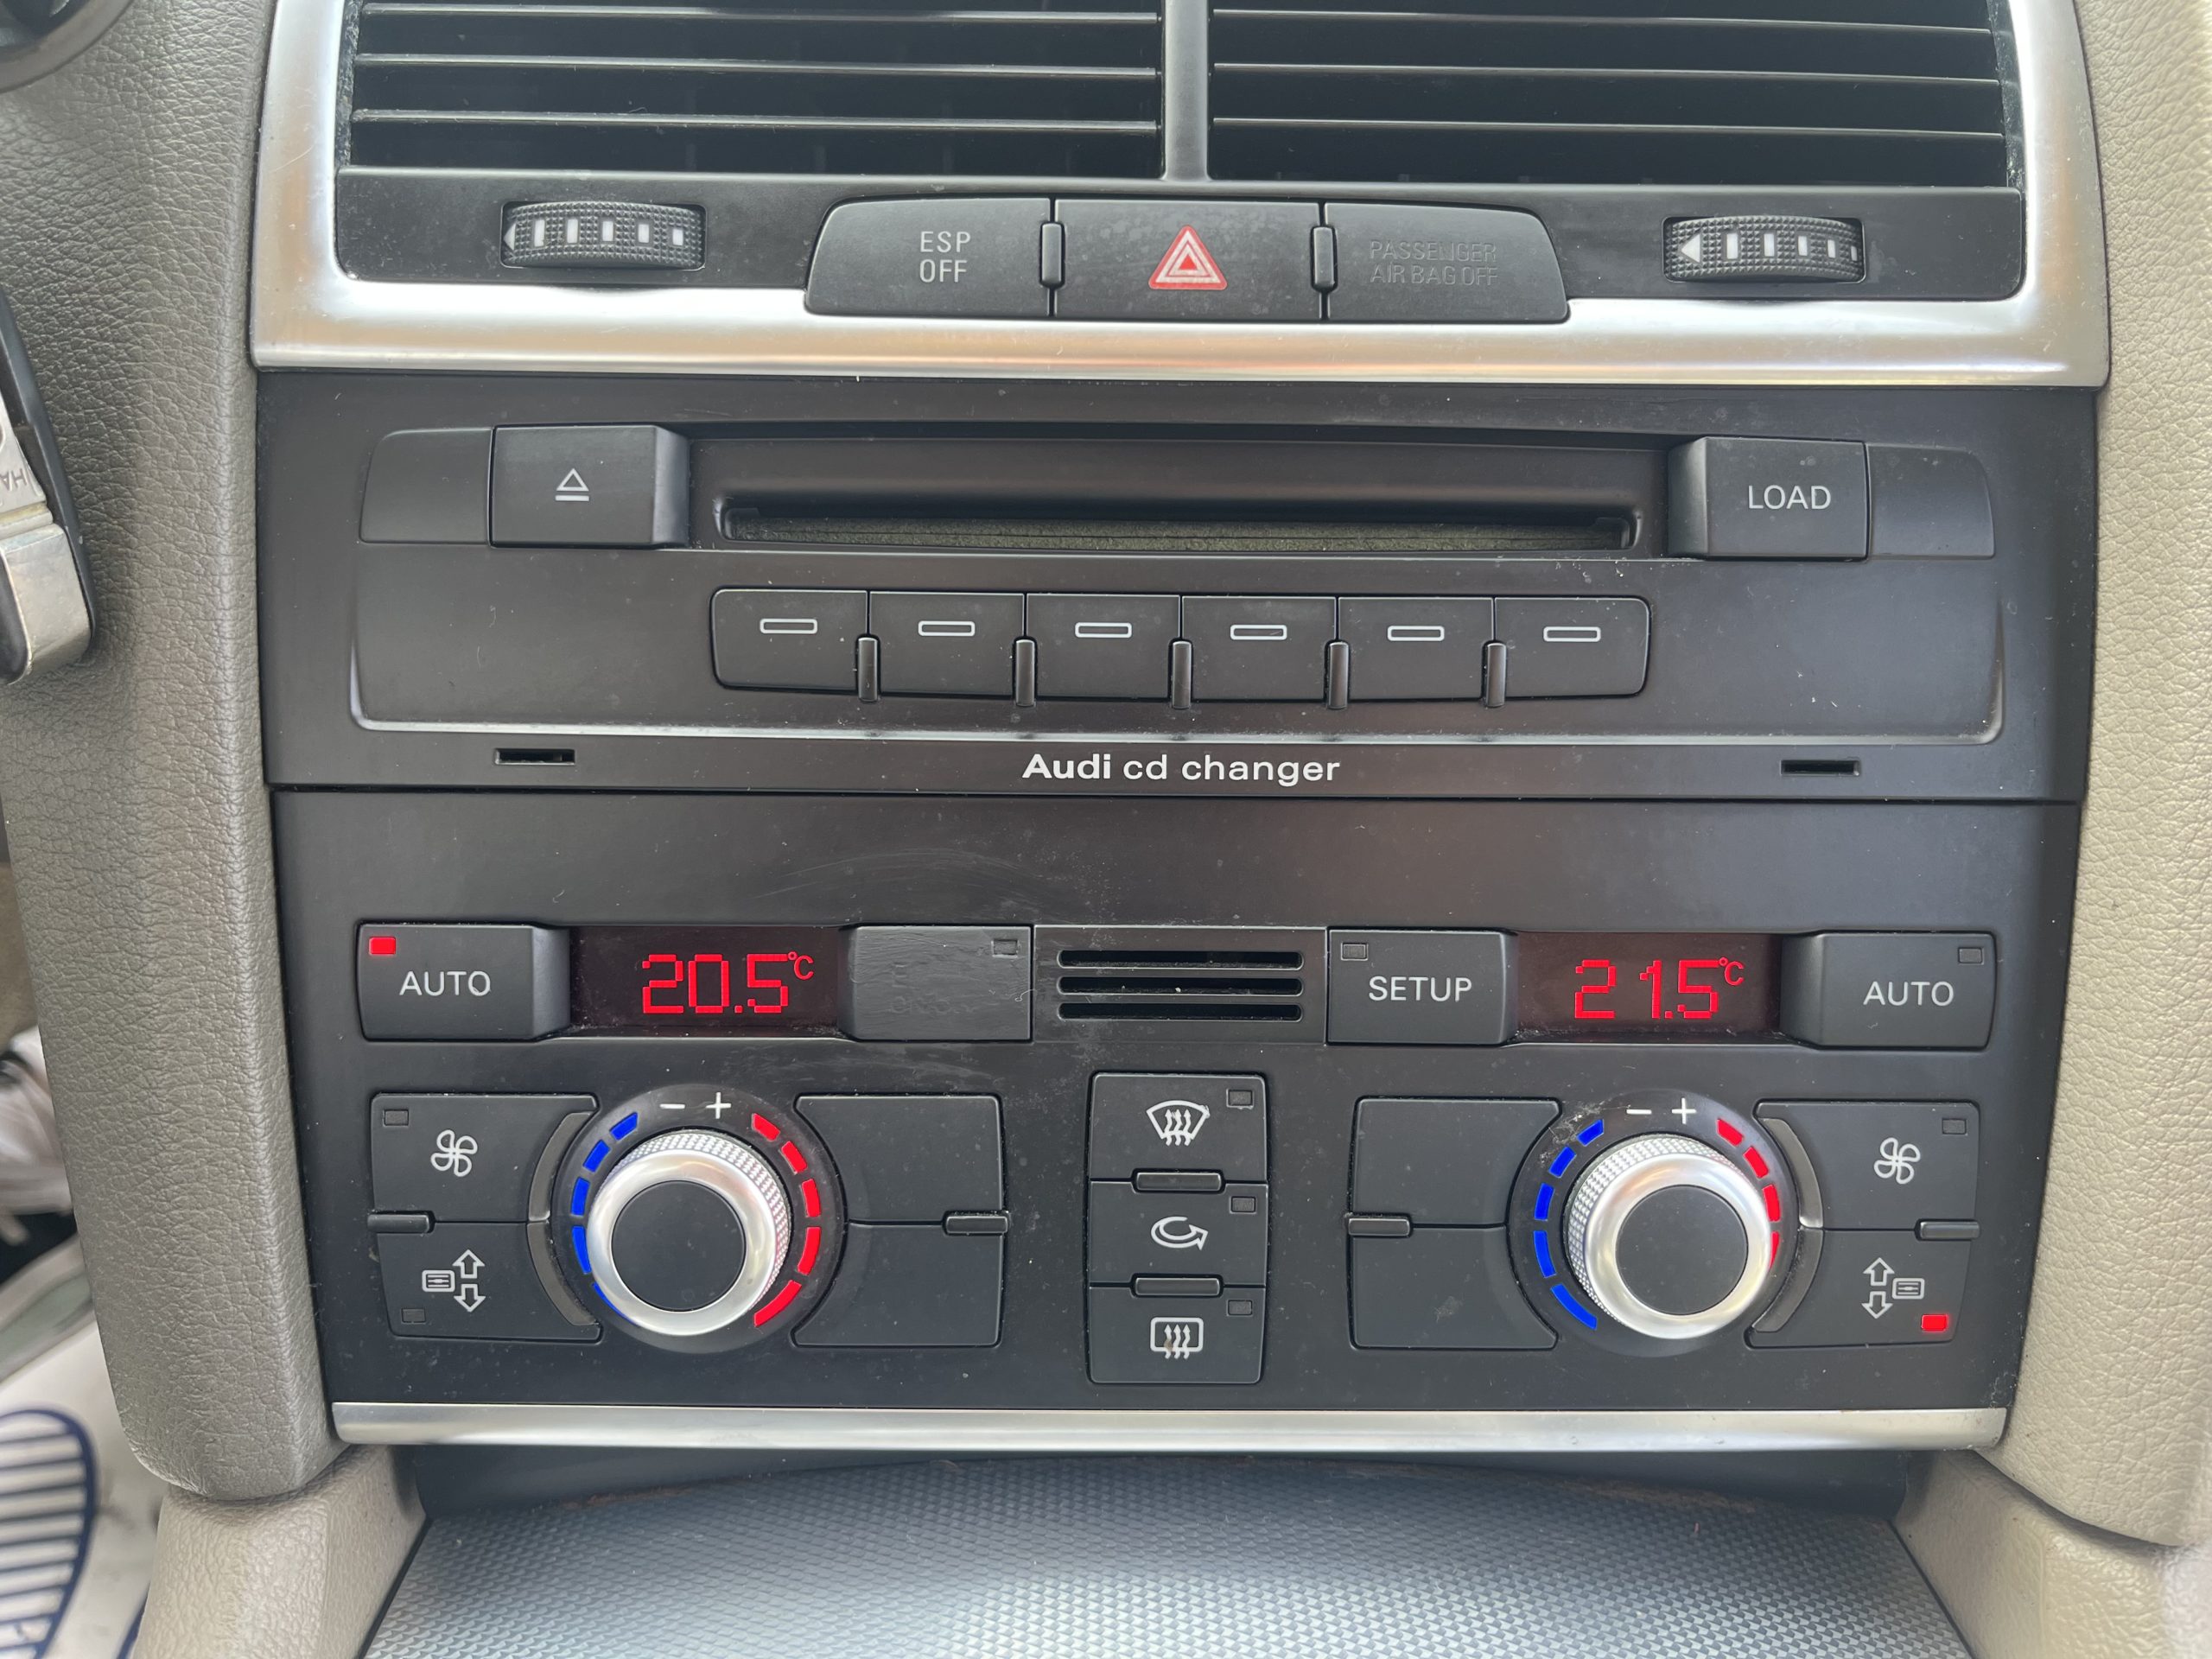 ESP
OFF
PASSENGER
AIR BAG OFF
LOAD
Audi cd changer
AUTO
20.5°C
SETUP
21.5°C
AUTO
- +
- +